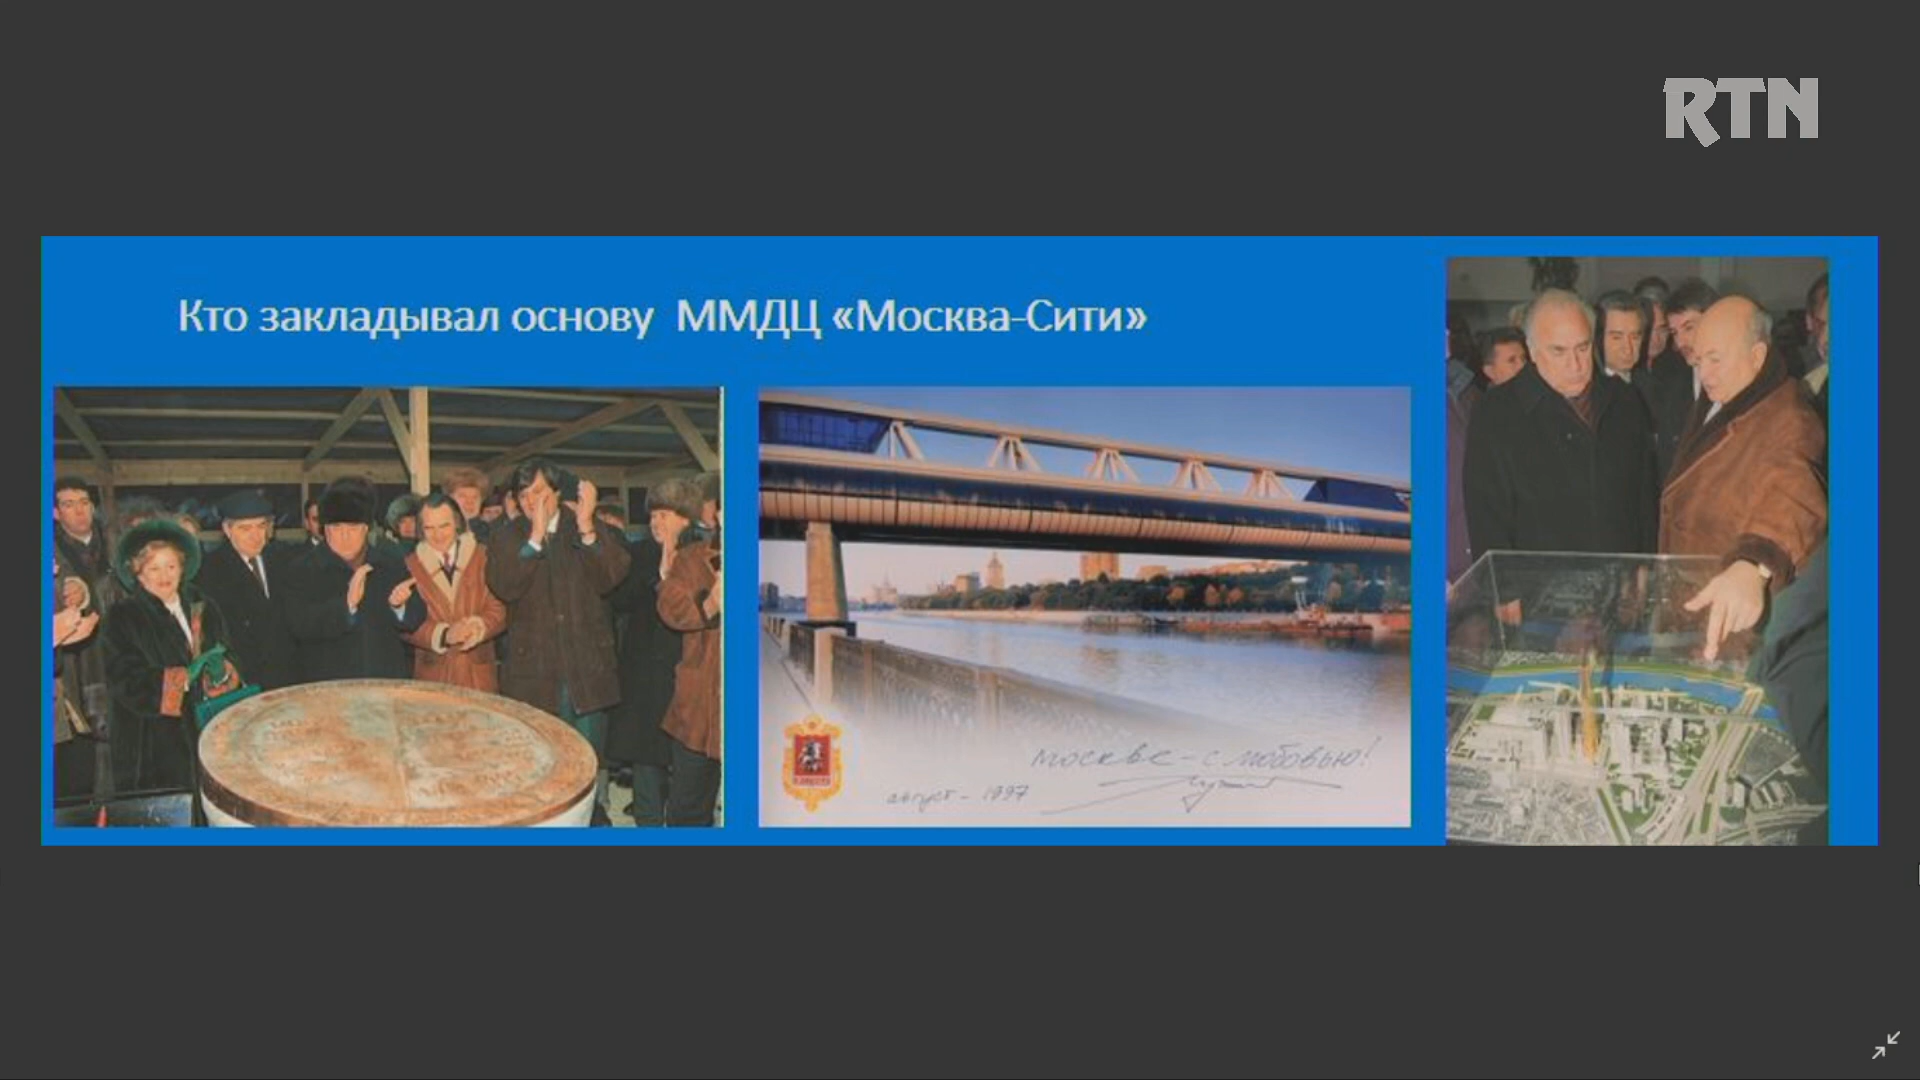 RTN
Кто закладывал основу ММДЦ «Москва-Сити»
Москве - с любовью!
август - 1997